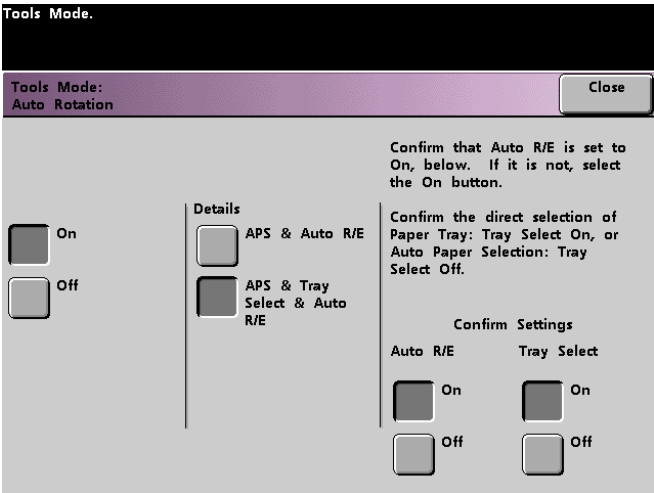 Tools Mode.
Tools Mode:
Auto Rotation
Close
On
Off
Details
APS & Auto R/E
APS & Tray
Select & Auto
R/E
Confirm that Auto R/E is set to
On, below. If it is not, select
the On button.
Confirm the direct selection of
Paper Tray: Tray Select On, or
Auto Paper Selection: Tray
Select Off.
Confirm Settings
Auto R/E
On
Off
Tray Select
On
Off